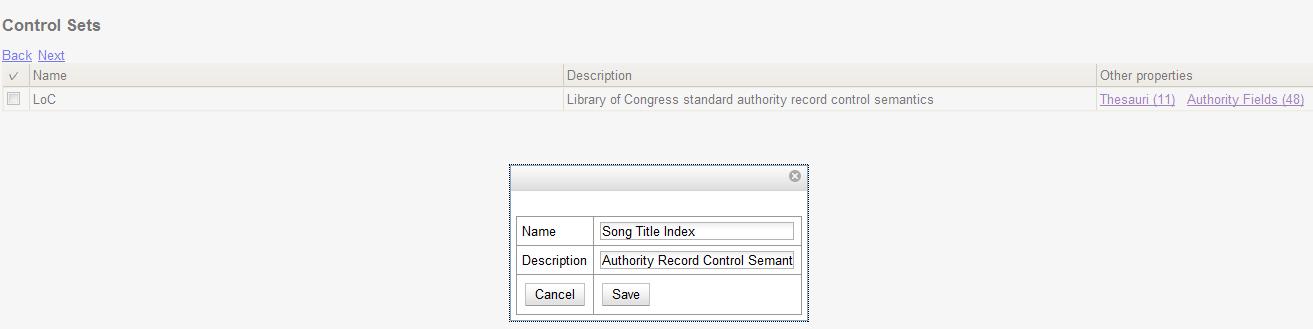 Control Sets
Back Next
✓ Name Description Other properties
LoC Library of Congress standard authority record control semantics Thesauri (11) Authority Fields (48)
Name Song Title Index
Description Authority Record Control Semant
Cancel Save